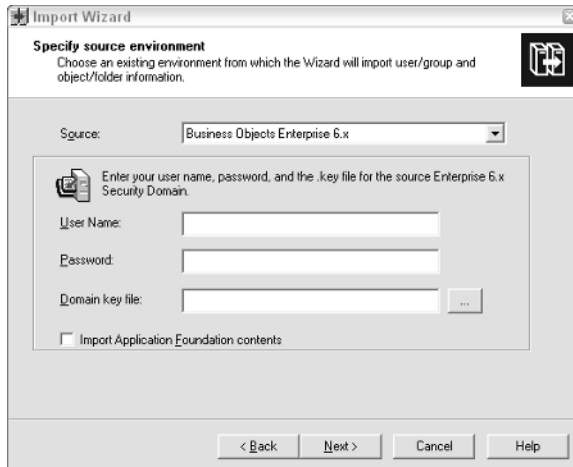 Import Wizard
Specify source environment
Choose an existing environment from which the Wizard will import user/group and
object/folder information.
Source:
Business Objects Enterprise 6.x
Enter your user name, password, and the .key file for the source Enterprise 6.x
Security Domain.
User Name:
Password:
Domain key file:
...
Import Application Foundation contents
< Back
Next >
Cancel
Help